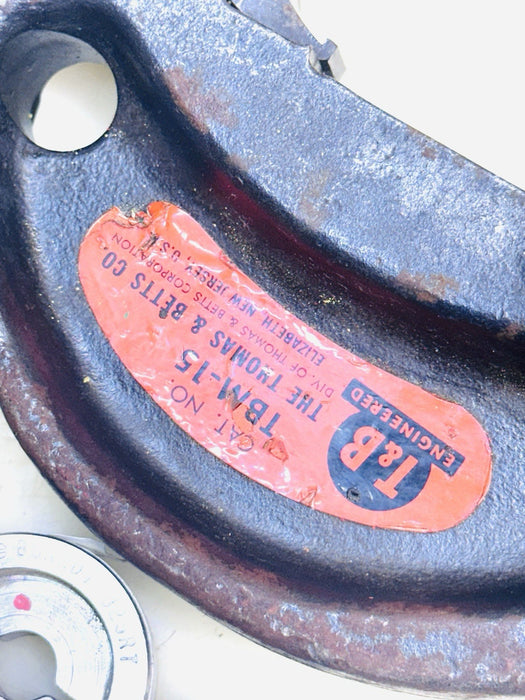 T&B
ENGINEERED
CAT. NO.
TBM-15
THE THOMAS & BETTS CO
DIV. OF THOMAS & BETTS CORPORATION
ELIZABETH, NEW JERSEY, U.S.A.